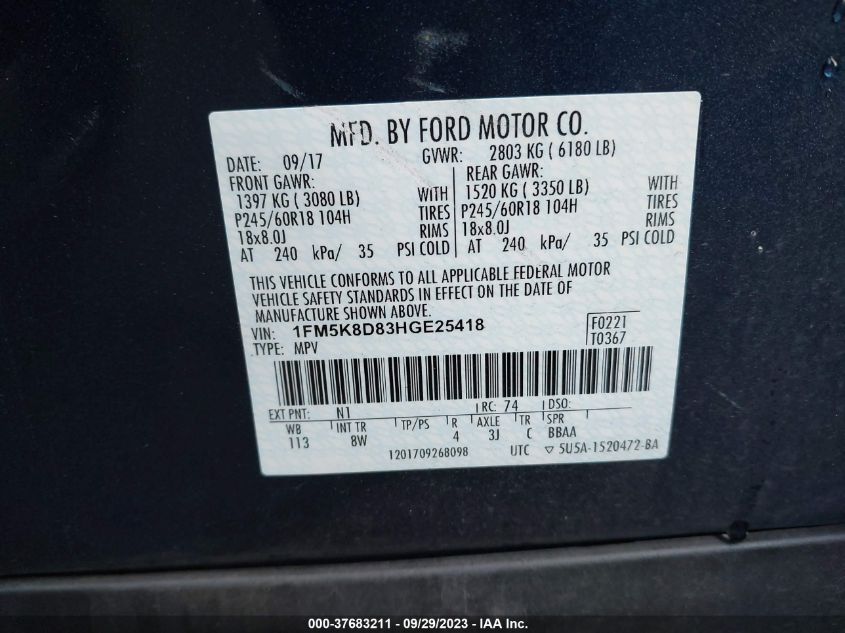 MFD. BY FORD MOTOR CO.
DATE: 09/17 GVWR: 2803 KG ( 6180 LB)
FRONT GAWR: REAR GAWR:
1397 KG ( 3080 LB) WITH 1520 KG ( 3350 LB) WITH
P245/60R18 104H TIRES P245/60R18 104H TIRES
18x8.0J RIMS 18x8.0J RIMS
AT 240 kPa/ 35 PSI COLD AT 240 kPa/ 35 PSI COLD
THIS VEHICLE CONFORMS TO ALL APPLICABLE FEDERAL MOTOR
VEHICLE SAFETY STANDARDS IN EFFECT ON THE DATE OF
MANUFACTURE SHOWN ABOVE.
VIN: 1FM5K8D83HGE25418 F0221
TYPE: MPV T0367
EXT PNT: N1 RC: 74 DSO:
WB INT TR TP/PS R AXLE TR SPR
113 8W 4 3J C BBAA
1201709268098 UTC ▽ 5U5A-1520472-BA
000-37683211 - 09/29/2023 - IAA Inc.